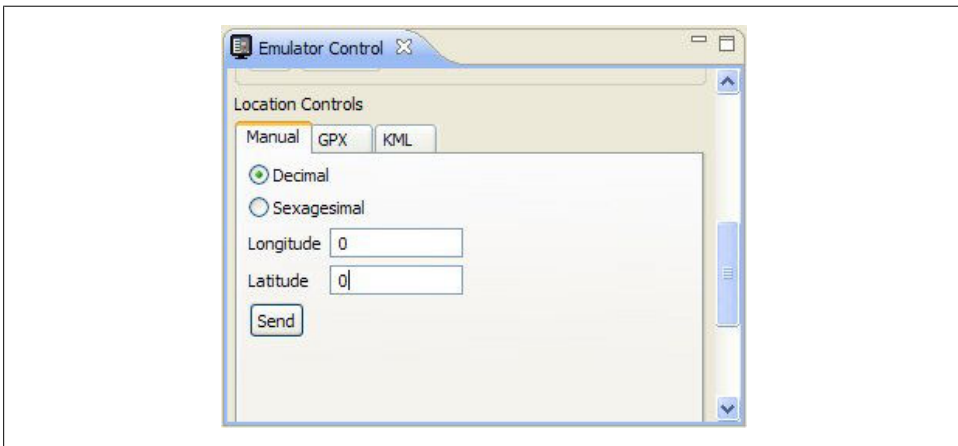 Emulator Control
Location Controls
Manual GPX KML
Decimal
Sexagesimal
Longitude 0
Latitude 0
Send